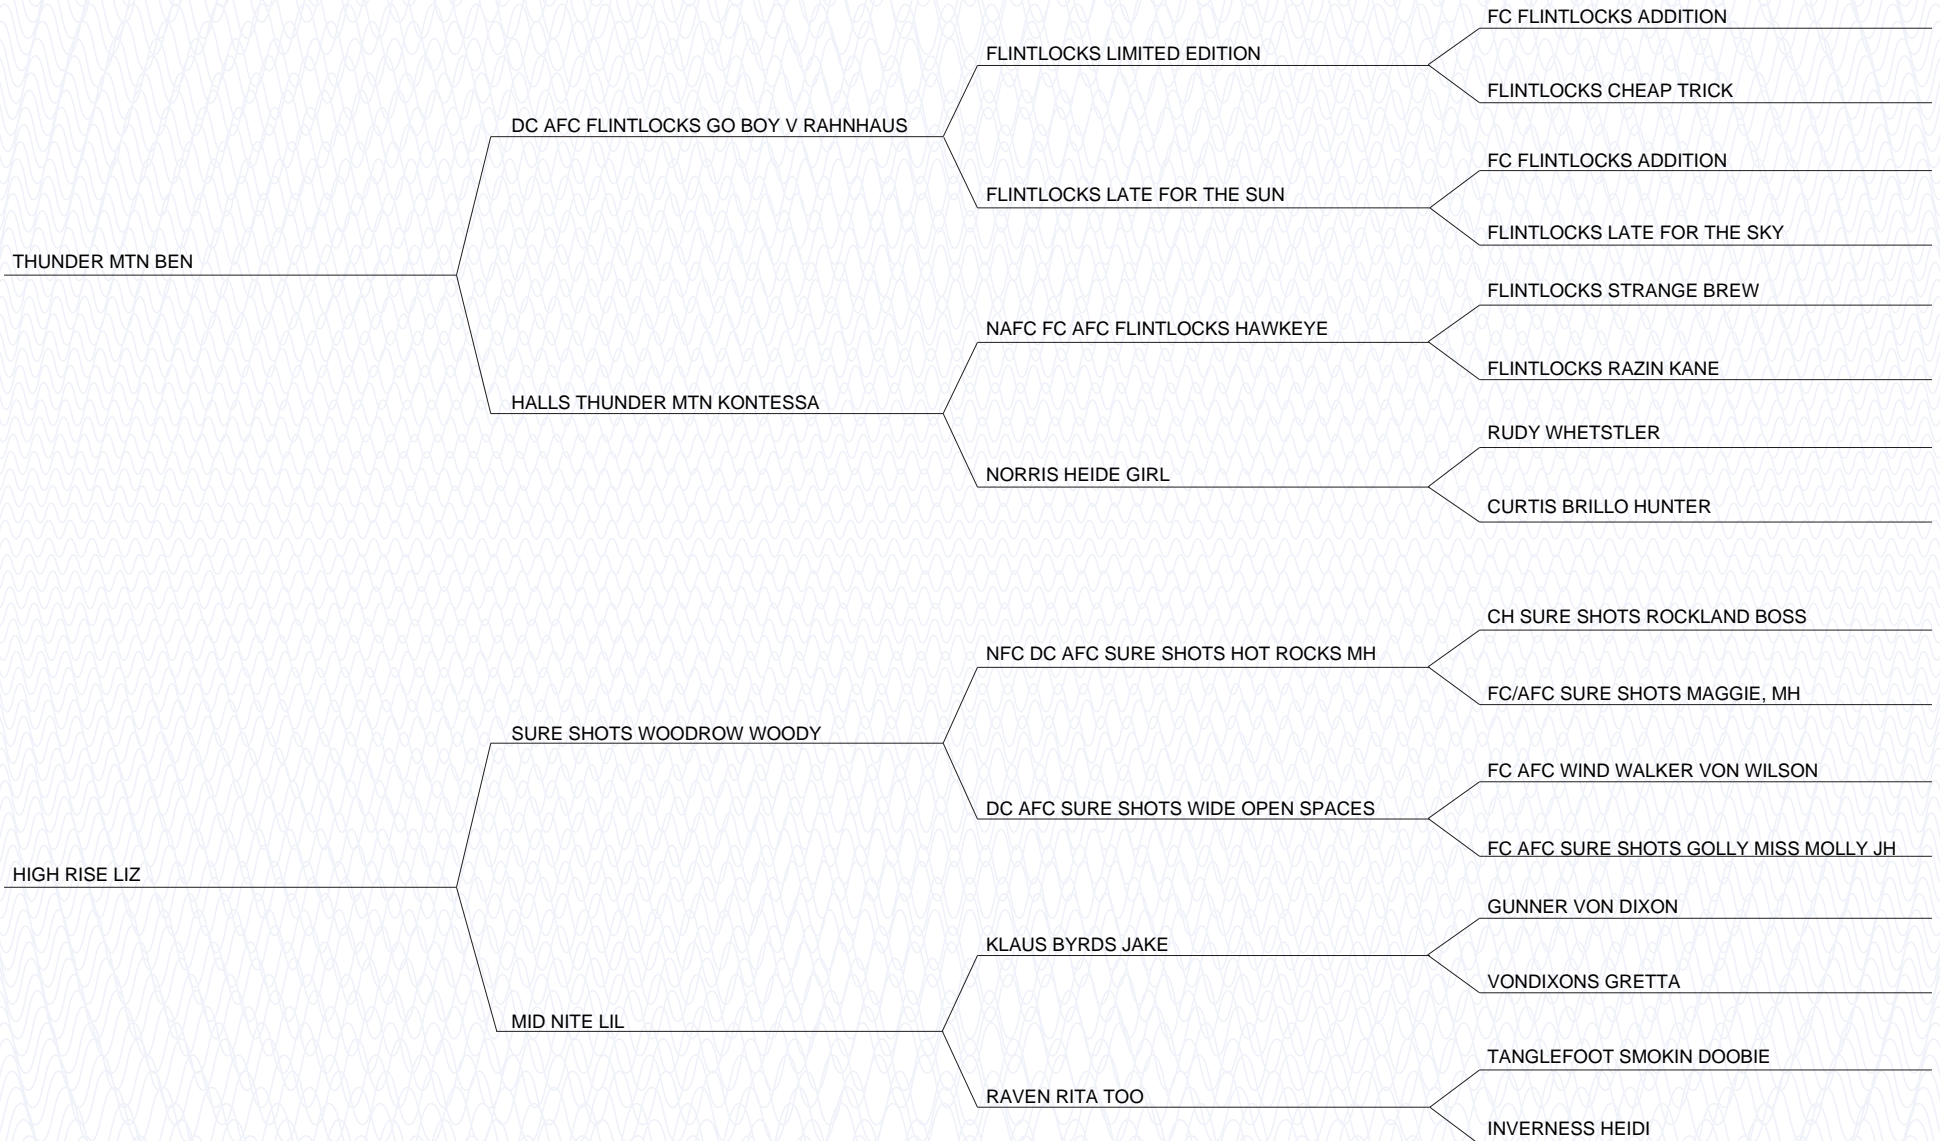 FC FLINTLOCKS ADDITION
FLINTLOCKS LIMITED EDITION
FLINTLOCKS CHEAP TRICK
DC AFC FLINTLOCKS GO BOY V RAHNHAUS
FC FLINTLOCKS ADDITION
FLINTLOCKS LATE FOR THE SUN
FLINTLOCKS LATE FOR THE SKY
THUNDER MTN BEN
FLINTLOCKS STRANGE BREW
NAFC FC AFC FLINTLOCKS HAWKEYE
FLINTLOCKS RAZIN KANE
HALLS THUNDER MTN KONTESSA
RUDY WHETSTLER
NORRIS HEIDE GIRL
CURTIS BRILLO HUNTER
CH SURE SHOTS ROCKLAND BOSS
NFC DC AFC SURE SHOTS HOT ROCKS MH
FC/AFC SURE SHOTS MAGGIE, MH
SURE SHOTS WOODROW WOODY
FC AFC WIND WALKER VON WILSON
DC AFC SURE SHOTS WIDE OPEN SPACES
FC AFC SURE SHOTS GOLLY MISS MOLLY JH
HIGH RISE LIZ
GUNNER VON DIXON
KLAUS BYRDS JAKE
VONDIXONS GRETTA
MID NITE LIL
TANGLEFOOT SMOKIN DOOBIE
RAVEN RITA TOO
INVERNESS HEIDI